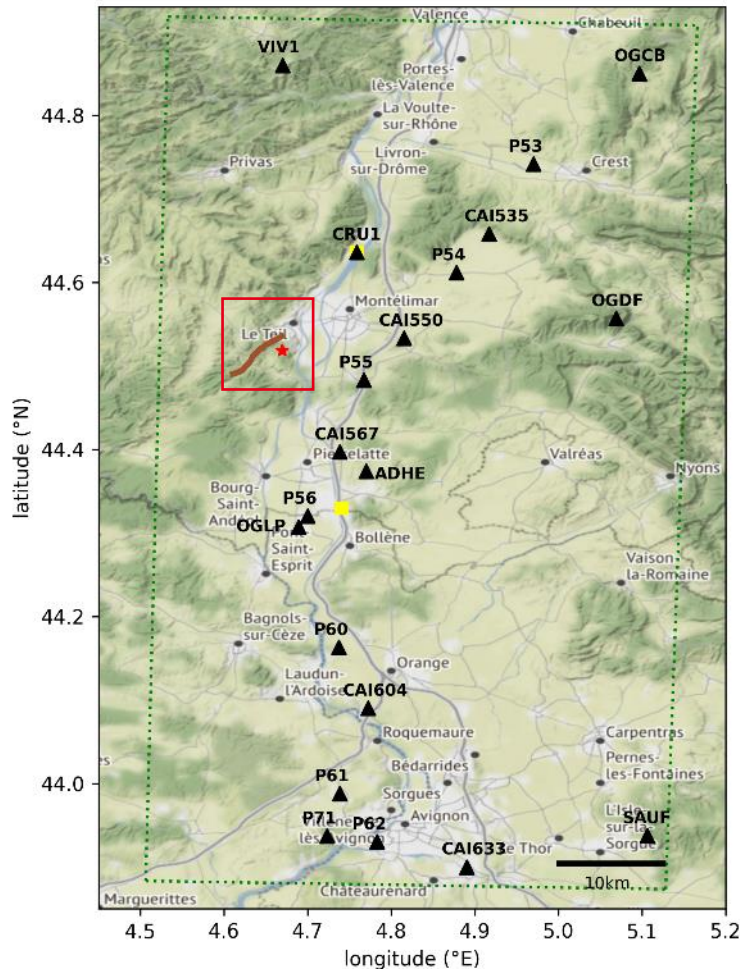 Valence
Chabeuil
VIV1
OGCB
Portes-
lès-Valence
La Voulte-
sur-Rhône
44.8
P53
Livron-
sur-Drôme
Privas
Crest
CAI535
CRU1
P54
44.6
Montélimar
OGDF
CAI550
Le Teil
P55
CAI567
44.4
Pierrelatte
ADHE
Valréas
Nyons
Bourg-
Saint-
Andéol
P56
OGLP
Pont-
Saint-
Esprit
Bollène
Vaison
-la-Romaine
44.2
Bagnols-
sur-Cèze
P60
Orange
Laudun-
l'Ardoise
CAI604
Roquemaure
Carpentras
Pernes-
les-Fontaines
44.0
Bédarrides
P61
Sorgues
P71
P62
Avignon
lès-Avignon
L'Isle-
sur-la-
Sorgue
SAUF
CAI633
Le Thor
10km
Châteaurenard
Marguerittes
4.5
4.6
4.7
4.8
4.9
5.0
5.1
5.2
longitude (°E)
latitude (°N)